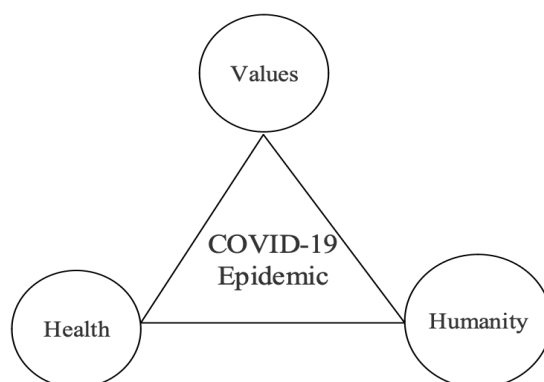 Values
COVID-19
Epidemic
Health
Humanity